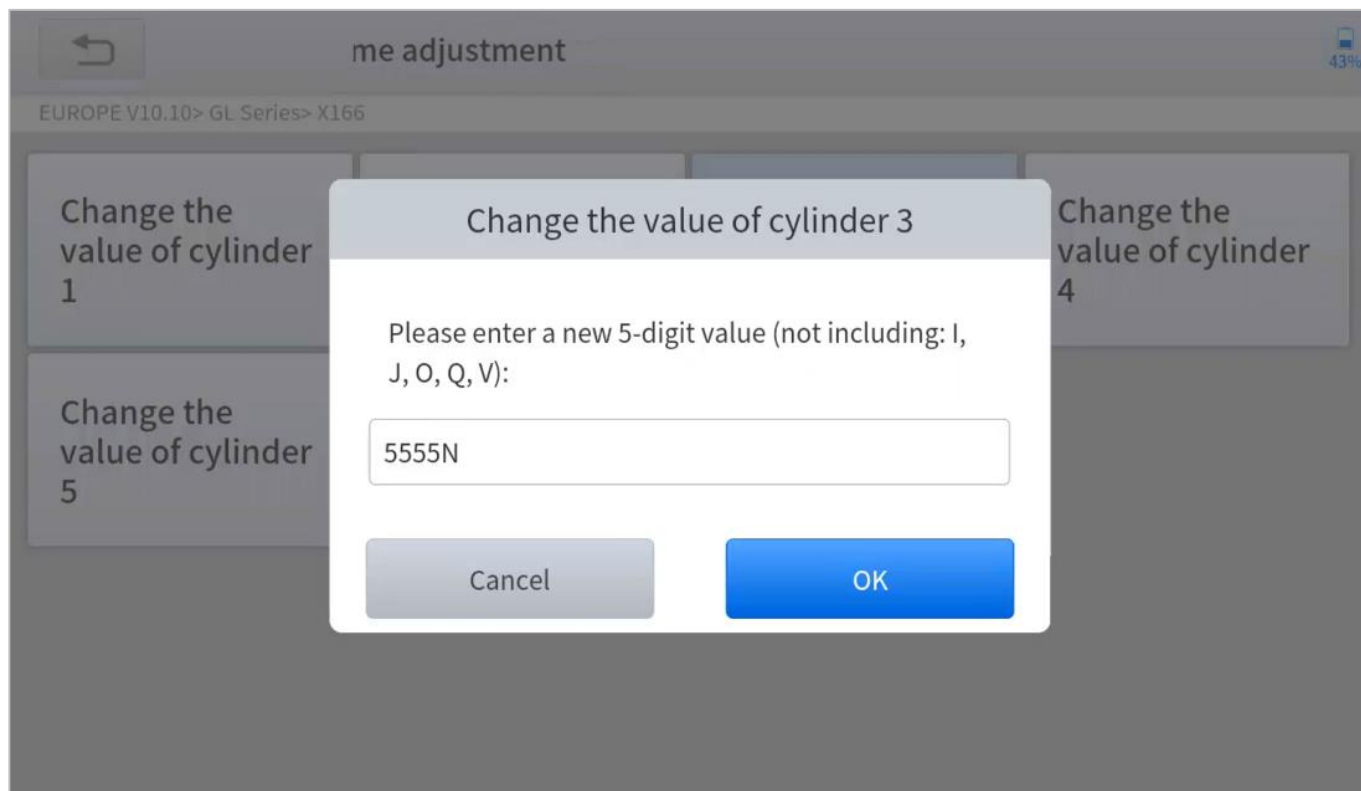 me adjustment
43%
EUROPE V10.10> GL Series> X166
Change the
value of cylinder
1
Change the value of cylinder 3
Change the
value of cylinder
4
Please enter a new 5-digit value (not including: I,
J, O, Q, V):
5555N
Change the
value of cylinder
5
Cancel
OK